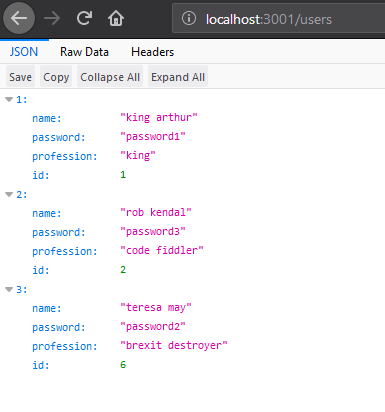 localhost:3001/users
JSON Raw Data Headers
Save Copy Collapse All Expand All
1:
name: "king arthur"
password: "password1"
profession: "king"
id: 1
2:
name: "rob kendal"
password: "password3"
profession: "code fiddler"
id: 2
3:
name: "teresa may"
password: "password2"
profession: "brexit destroyer"
id: 6